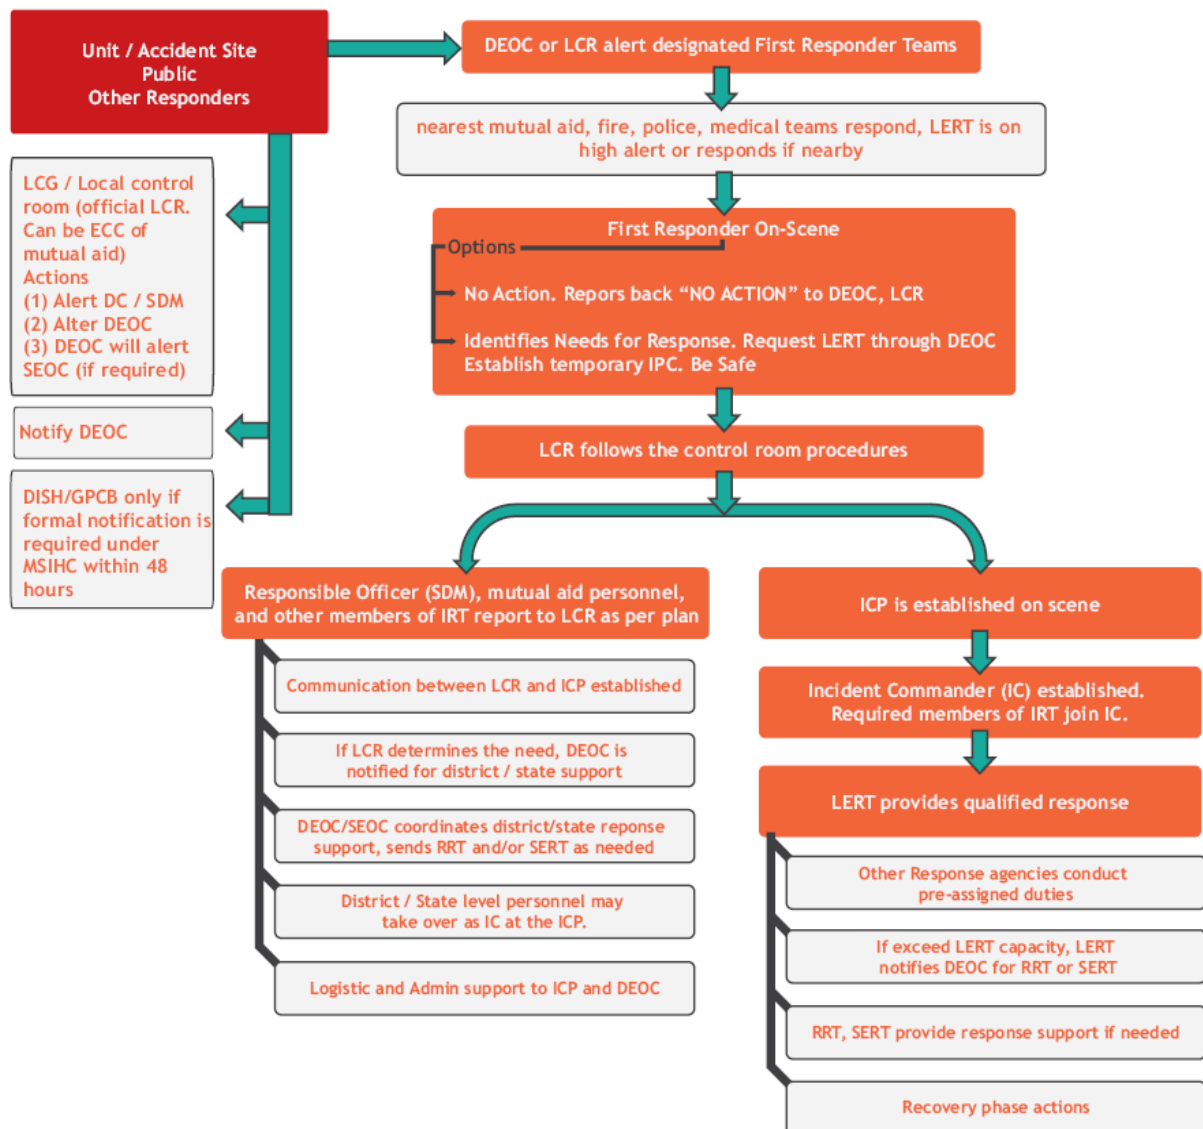 Unit / Accident Site
Public
Other Responders
DEOC or LCR alert designated First Responder Teams
nearest mutual aid, fire, police, medical teams respond, LERT is on
high alert or responds if nearby
LCG / Local control
room (official LCR.
Can be ECC of
mutual aid)
Actions
(1) Alert DC / SDM
(2) Alter DEOC
(3) DEOC will alert
SEOC (if required)
Notify DEOC
DISH/GPCB only if
formal notification is
required under
MSIHC within 48
hours
First Responder On-Scene
Options
No Action. Repors back “NO ACTION” to DEOC, LCR
Identifies Needs for Response. Request LERT through DEOC
Establish temporary IPC. Be Safe
LCR follows the control room procedures
Responsible Officer (SDM), mutual aid personnel,
and other members of IRT report to LCR as per plan
Communication between LCR and ICP established
If LCR determines the need, DEOC is
notified for district / state support
DEOC/SEOC coordinates district/state reponse
support, sends RRT and/or SERT as needed
District / State level personnel may
take over as IC at the ICP.
Logistic and Admin support to ICP and DEOC
ICP is established on scene
Incident Commander (IC) established.
Required members of IRT join IC.
LERT provides qualified response
Other Response agencies conduct
pre-assigned duties
If exceed LERT capacity, LERT
notifies DEOC for RRT or SERT
RRT, SERT provide response support if needed
Recovery phase actions